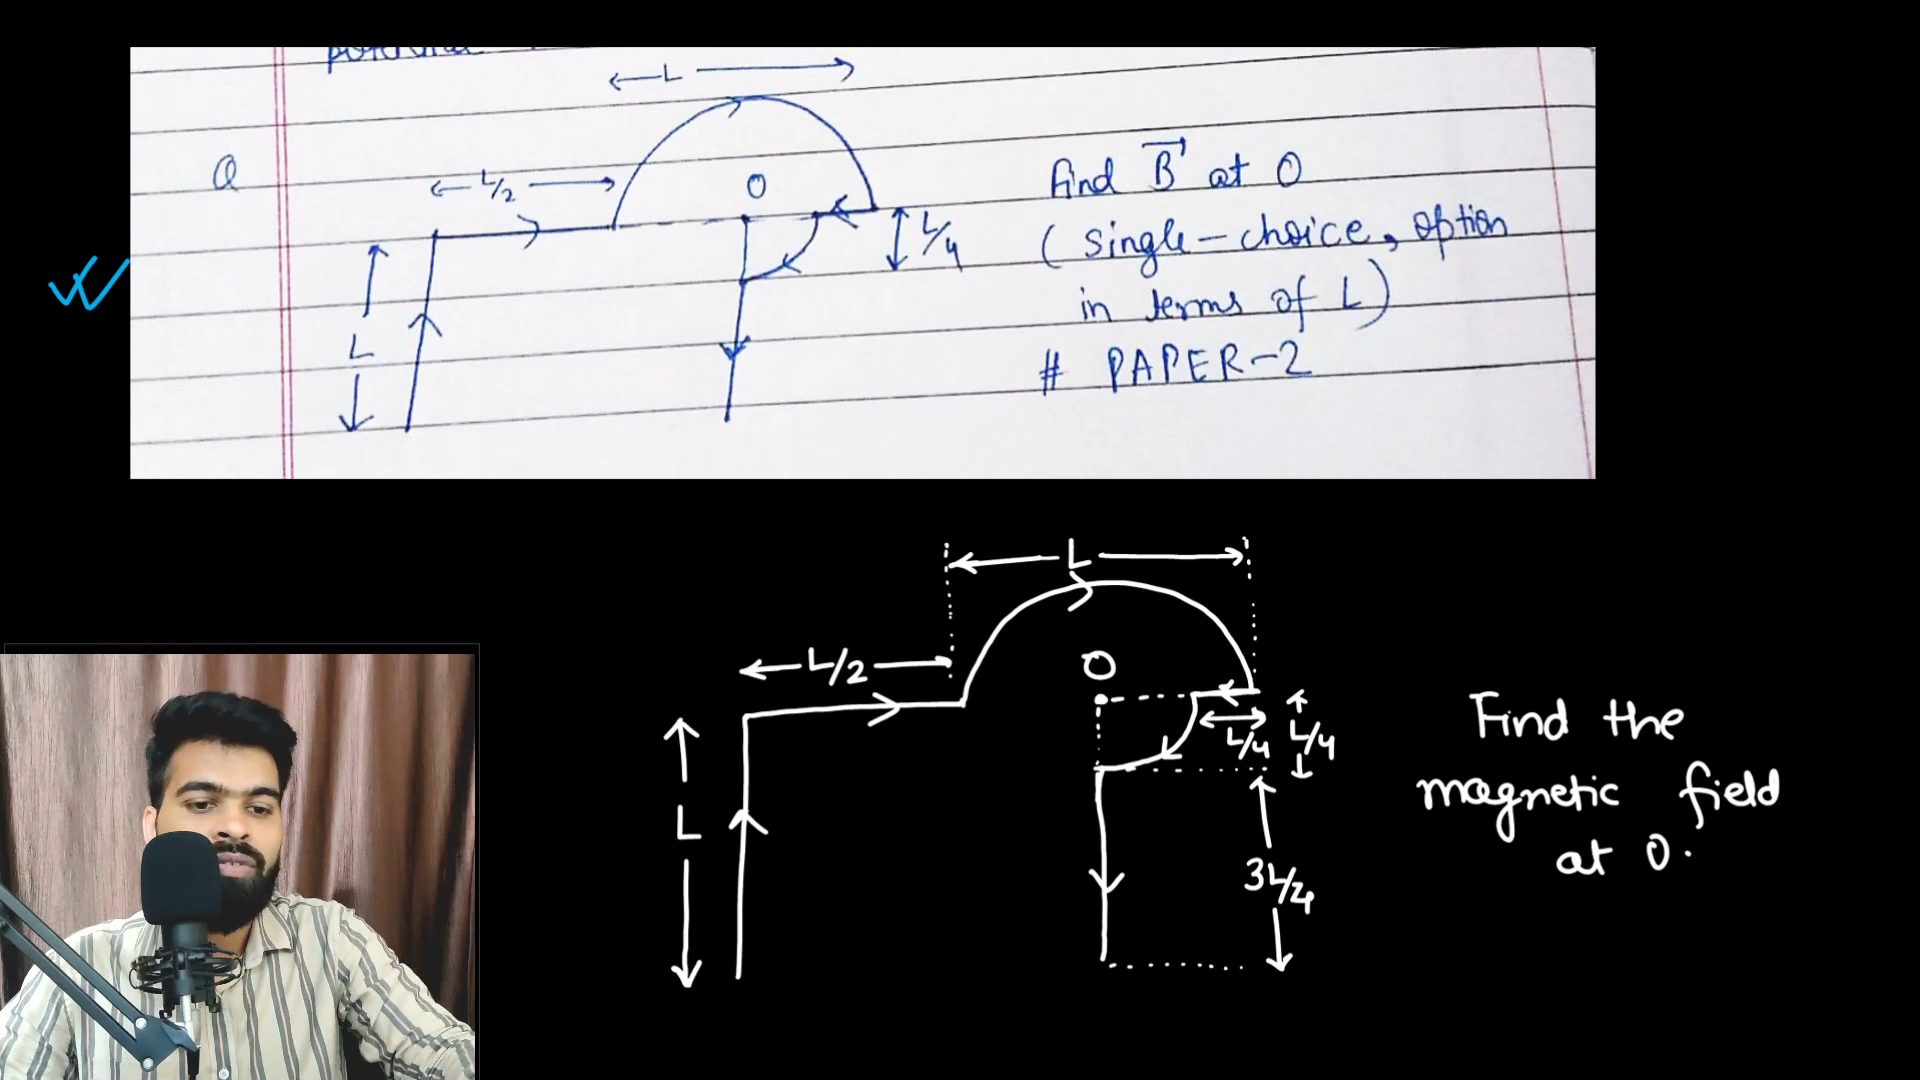 L
Q
L/2
O
Find B⃗ at O
L/4
( single-choice, option
in terms of L)
L
# PAPER-2
L
L/2
O
L/4
L/4
Find the
magnetic field
at O.
L
3L/4